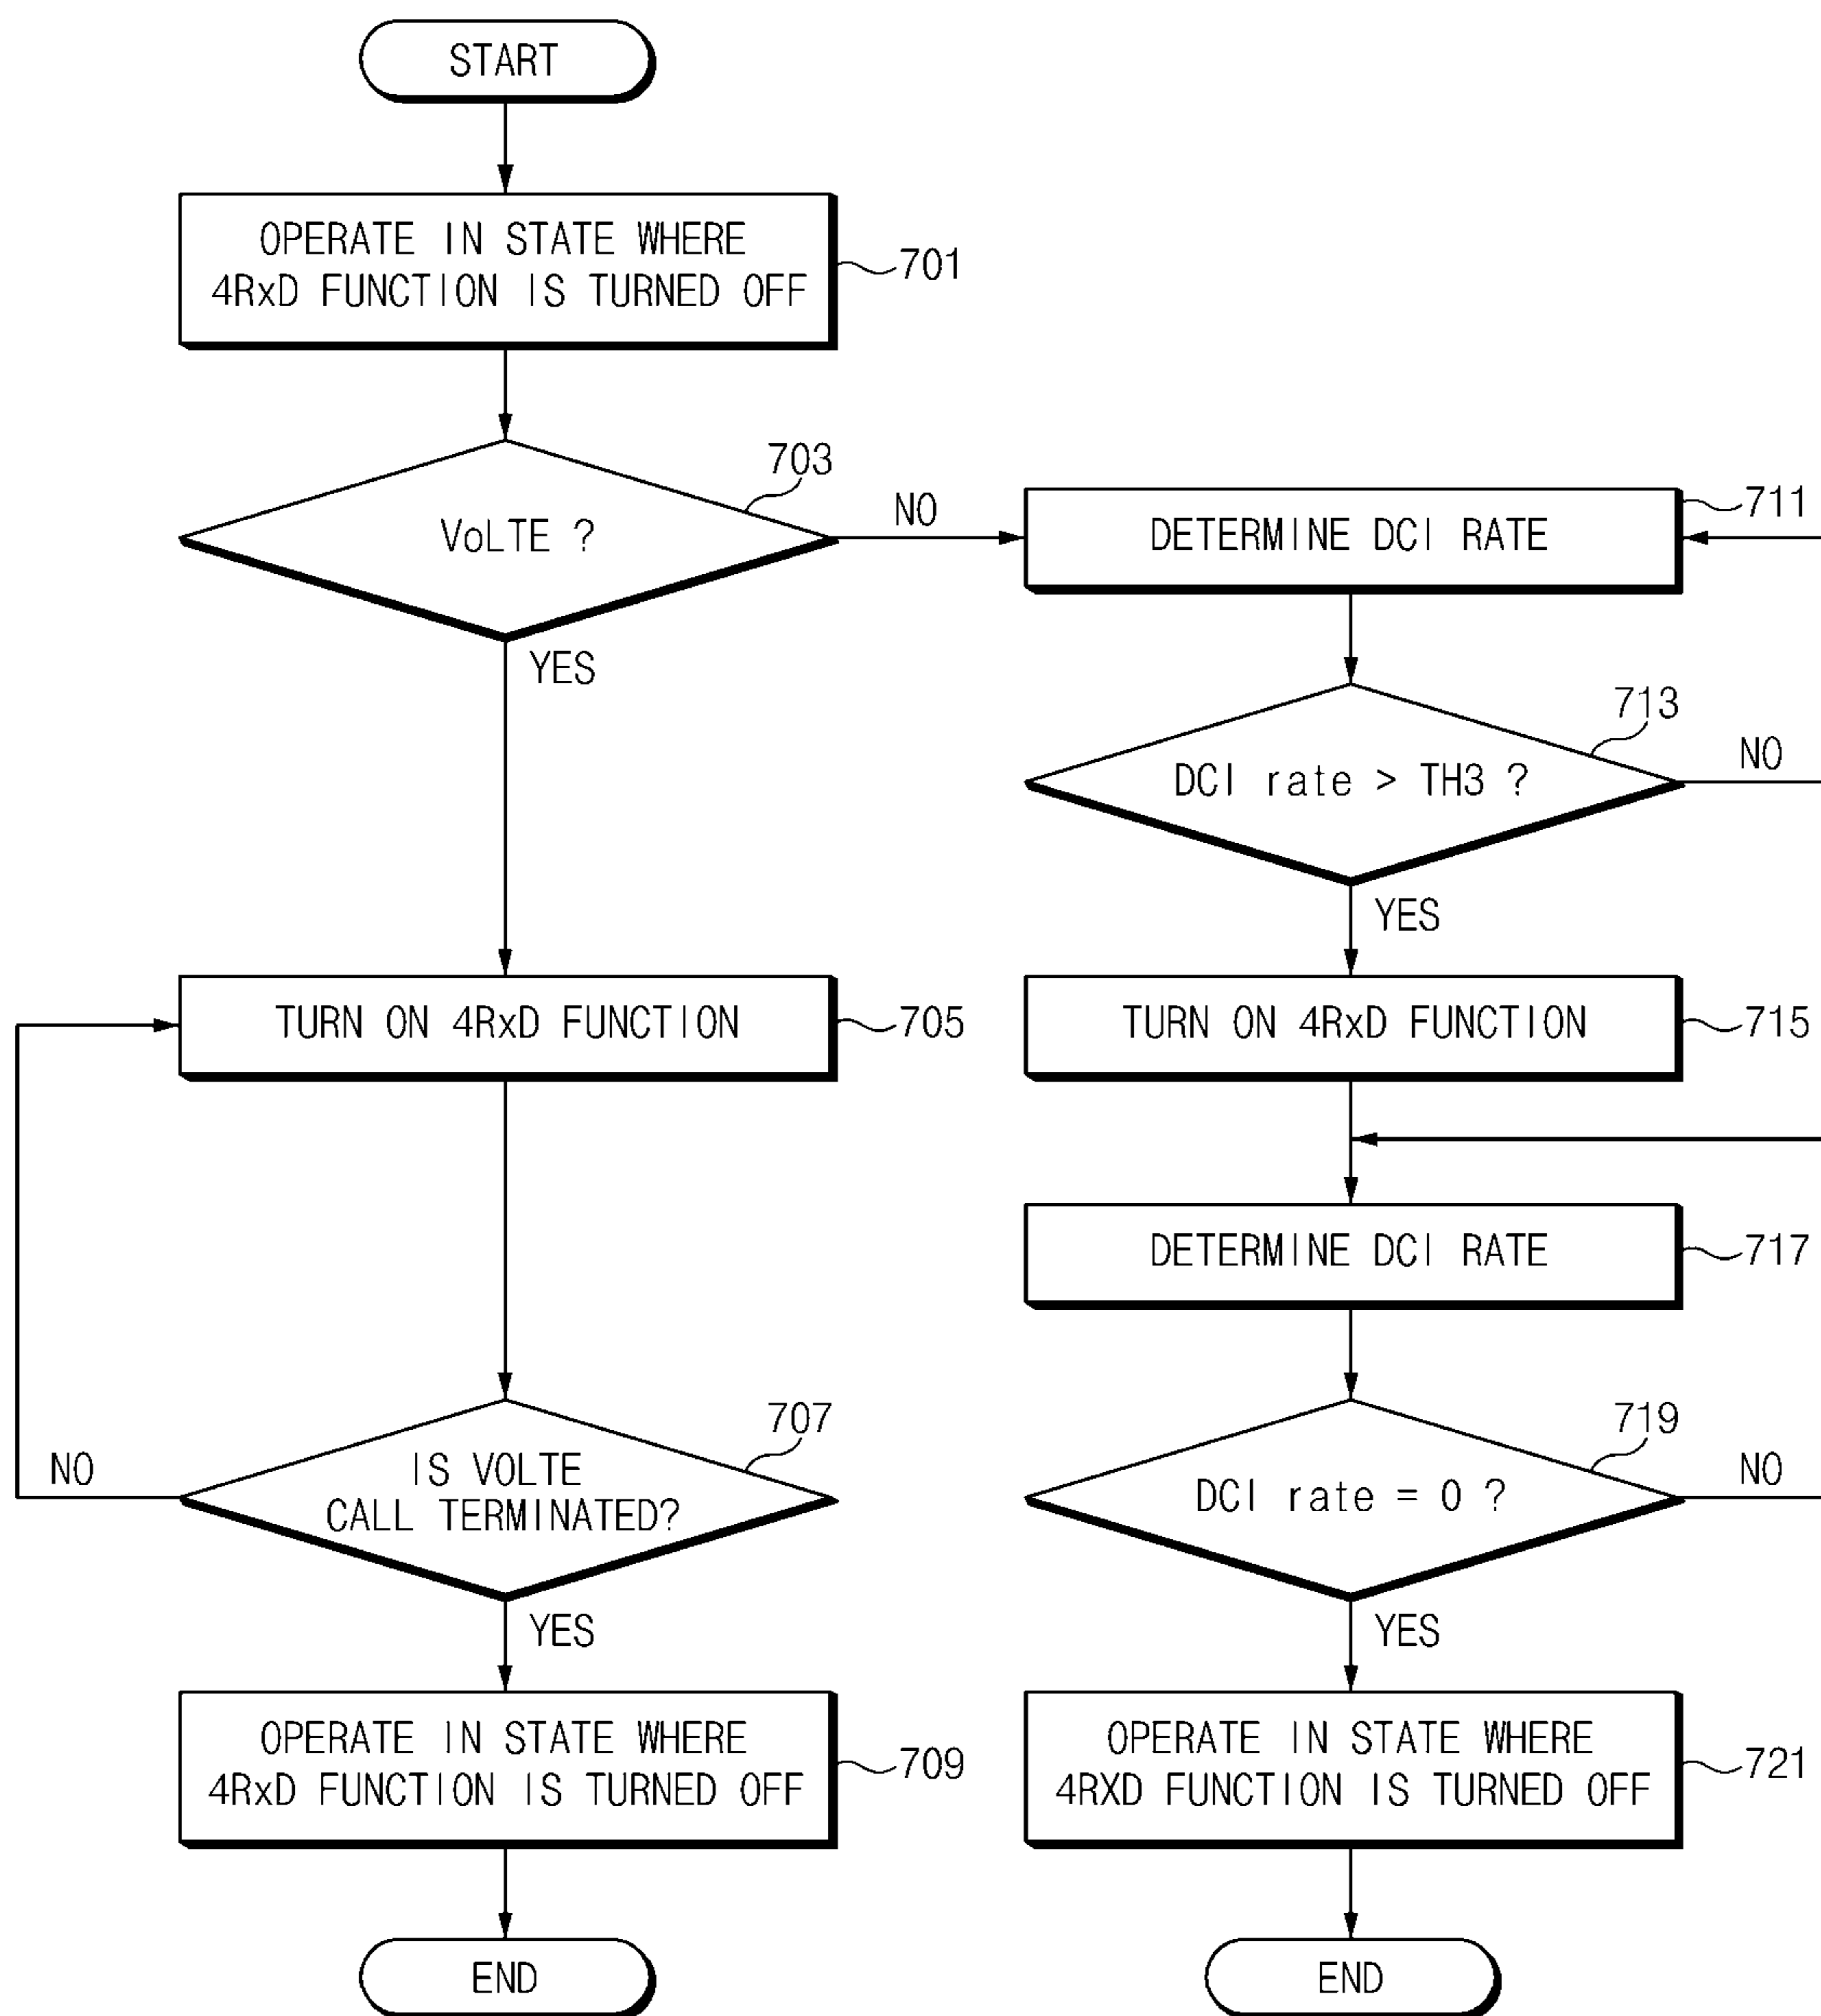 START
OPERATE IN STATE WHERE
4RxD FUNCTION IS TURNED OFF
701
703
VoLTE ?
NO
YES
TURN ON 4RxD FUNCTION
705
707
IS VOLTE
CALL TERMINATED?
NO
YES
OPERATE IN STATE WHERE
4RxD FUNCTION IS TURNED OFF
709
END
DETERMINE DCI RATE
711
713
DCI rate > TH3 ?
NO
YES
TURN ON 4RxD FUNCTION
715
DETERMINE DCI RATE
717
719
DCI rate = 0 ?
NO
YES
OPERATE IN STATE WHERE
4RXD FUNCTION IS TURNED OFF
721
END